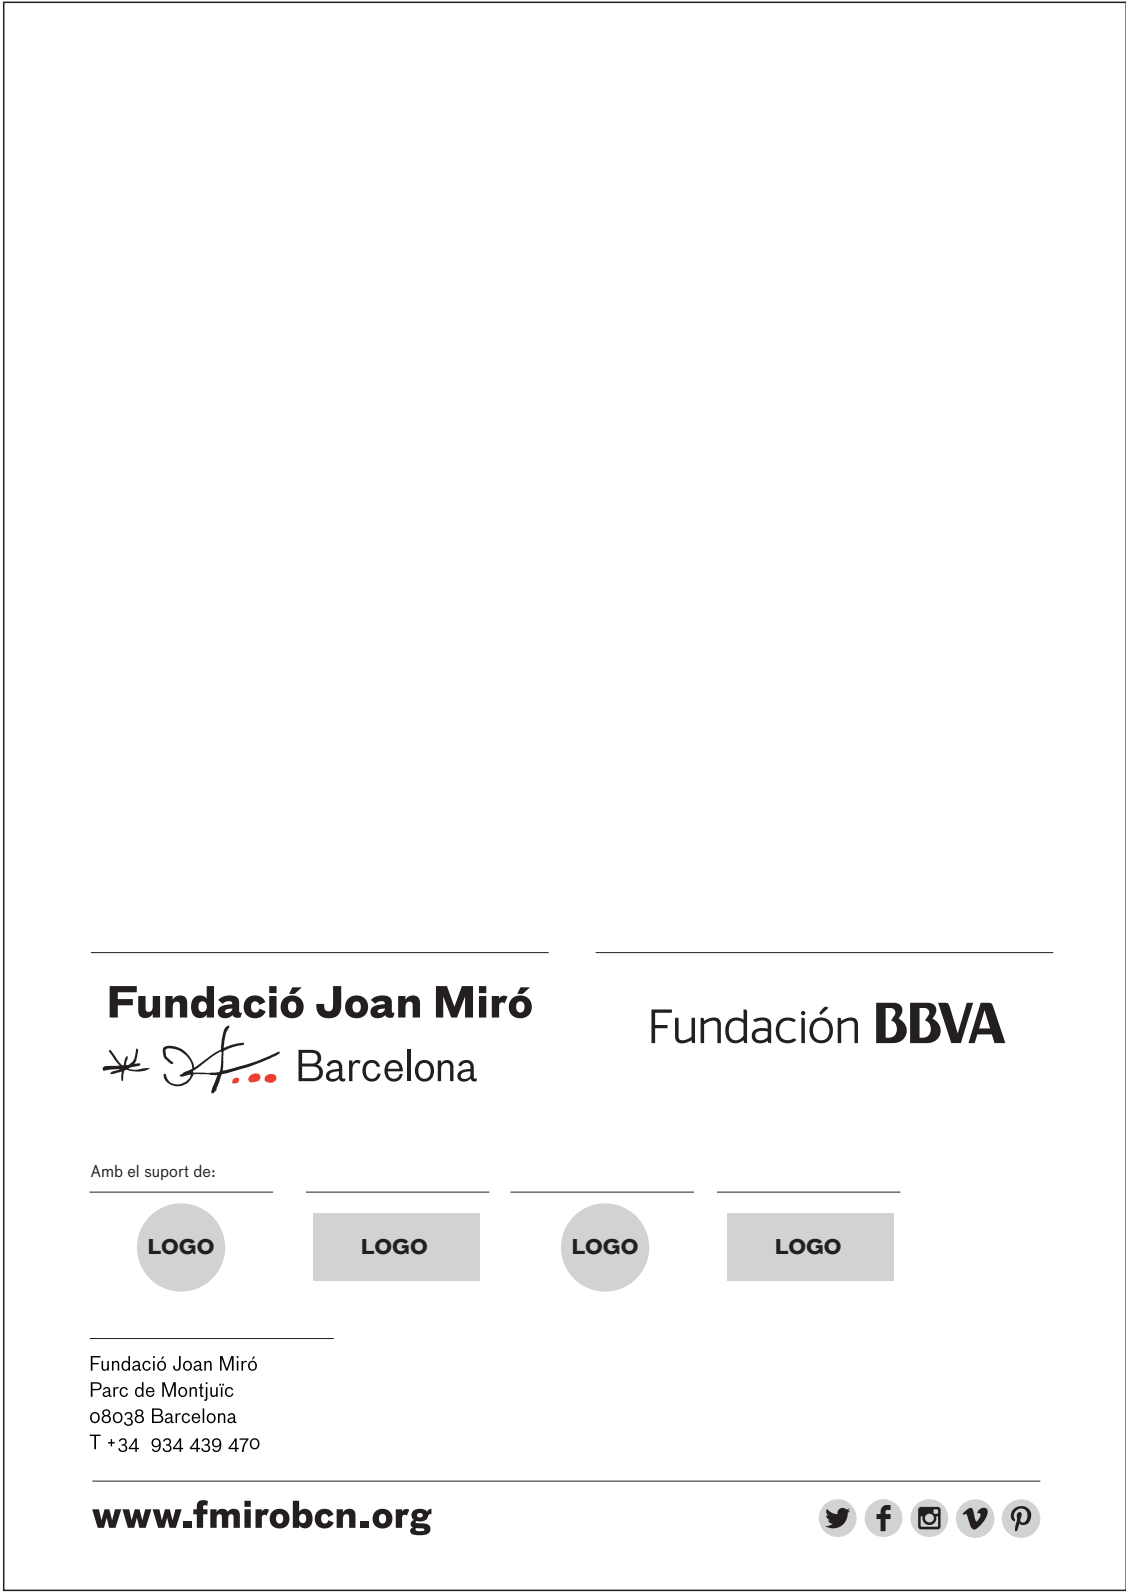 Fundació Joan Miró
Barcelona
Fundación BBVA
Amb el suport de:
LOGO
LOGO
LOGO
LOGO
Fundació Joan Miró
Parc de Montjuïc
08038 Barcelona
T +34 934 439 470
www.fmirobcn.org